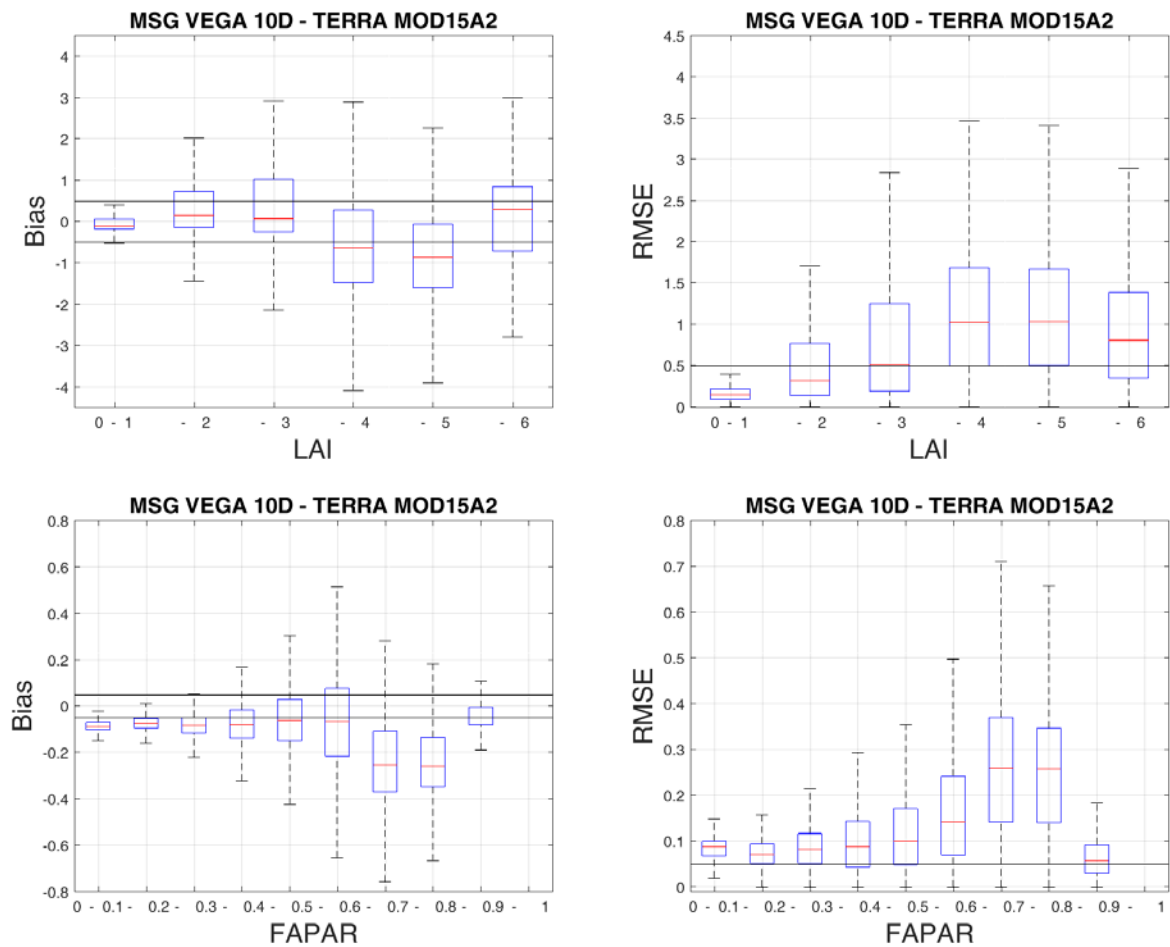 MSG VEGA 10D - TERRA MOD15A2
4
3
2
1
0
-1
-2
-3
-4
Bias
0 - 1 - 2 - 3 - 4 - 5 - 6
LAI
MSG VEGA 10D - TERRA MOD15A2
4.5
4
3.5
3
2.5
2
1.5
1
0.5
0
RMSE
0 - 1 - 2 - 3 - 4 - 5 - 6
LAI
MSG VEGA 10D - TERRA MOD15A2
0.8
0.6
0.4
0.2
0
-0.2
-0.4
-0.6
-0.8
Bias
0 - 0.1 - 0.2 - 0.3 - 0.4 - 0.5 - 0.6 - 0.7 - 0.8 - 0.9 - 1
FAPAR
MSG VEGA 10D - TERRA MOD15A2
0.8
0.7
0.6
0.5
0.4
0.3
0.2
0.1
0
RMSE
0 - 0.1 - 0.2 - 0.3 - 0.4 - 0.5 - 0.6 - 0.7 - 0.8 - 0.9 - 1
FAPAR